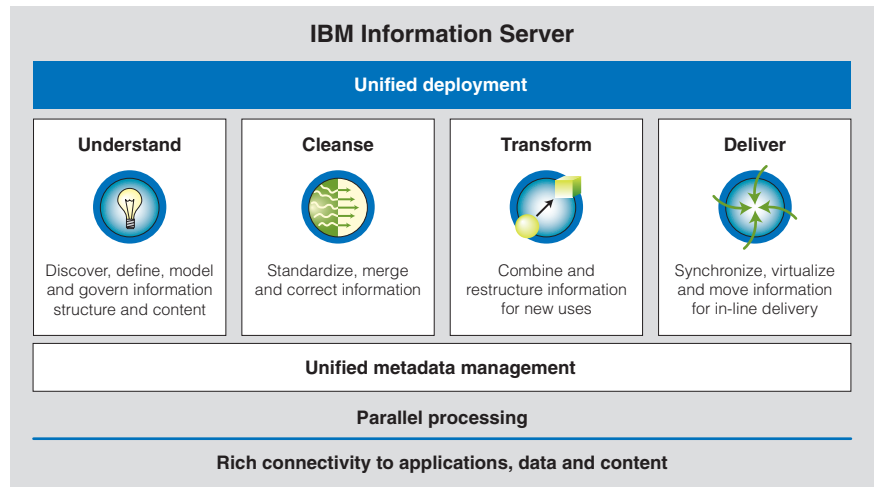 IBM Information Server
Unified deployment
Understand
Discover, define, model
and govern information
structure and content
Cleanse
Standardize, merge
and correct information
Transform
Combine and
restructure information
for new uses
Deliver
Synchronize, virtualize
and move information
for in-line delivery
Unified metadata management
Parallel processing
Rich connectivity to applications, data and content